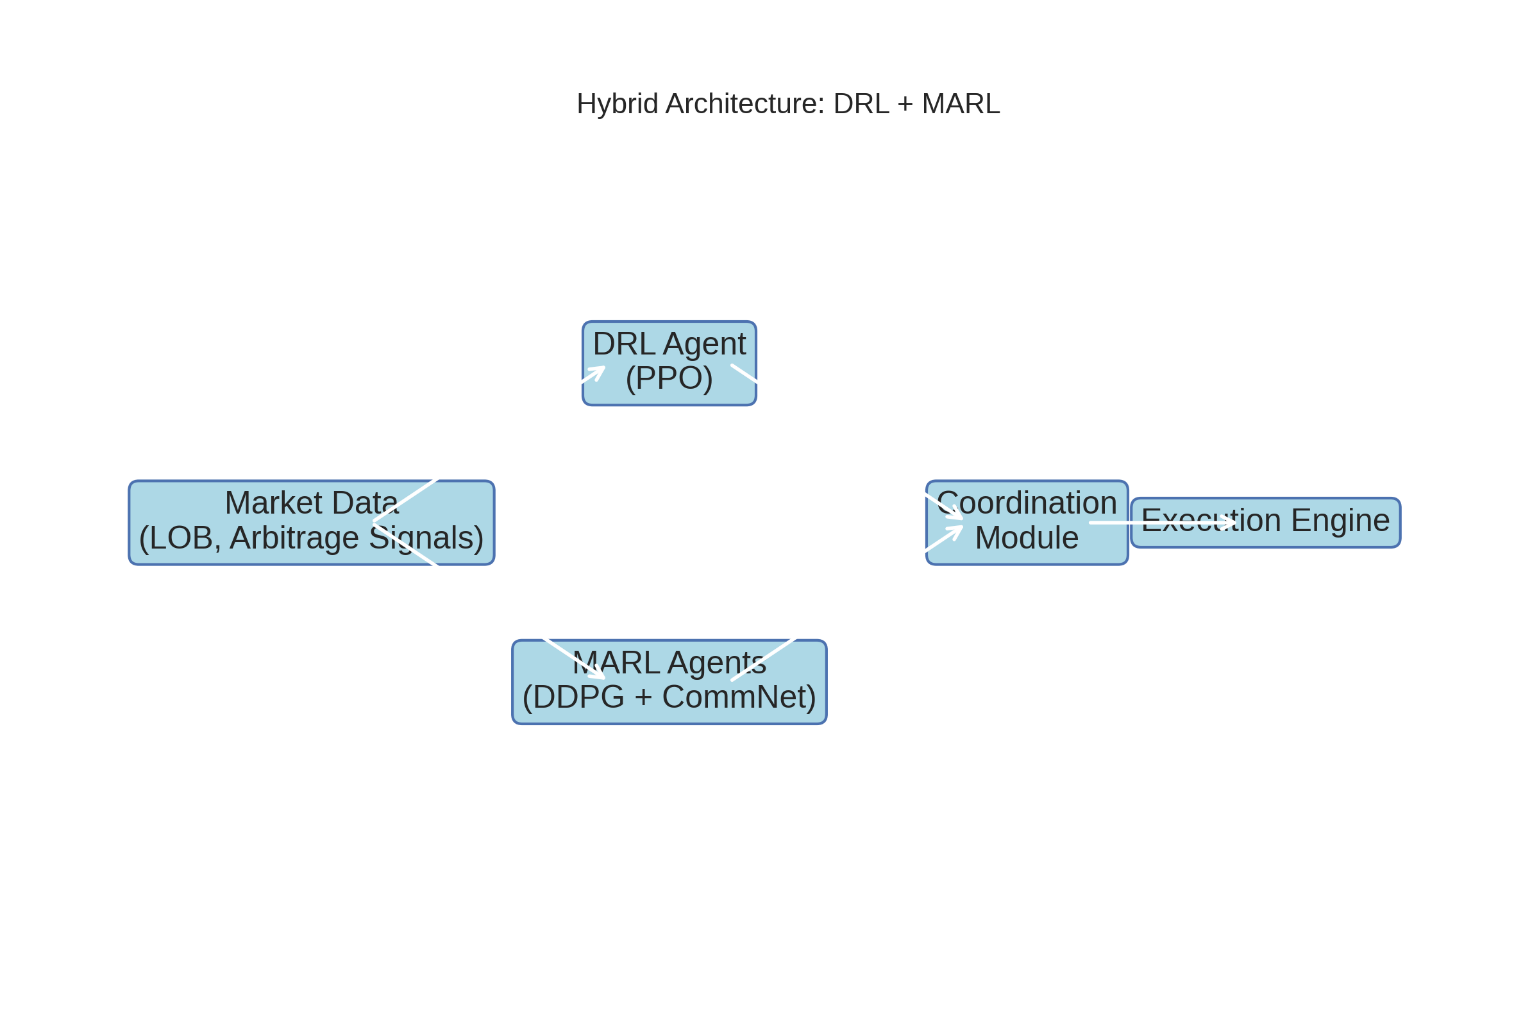 Hybrid Architecture: DRL + MARL
DRL Agent
(PPO)
Market Data
(LOB, Arbitrage Signals)
Coordination
Module
Execution Engine
MARL Agents
(DDPG + CommNet)